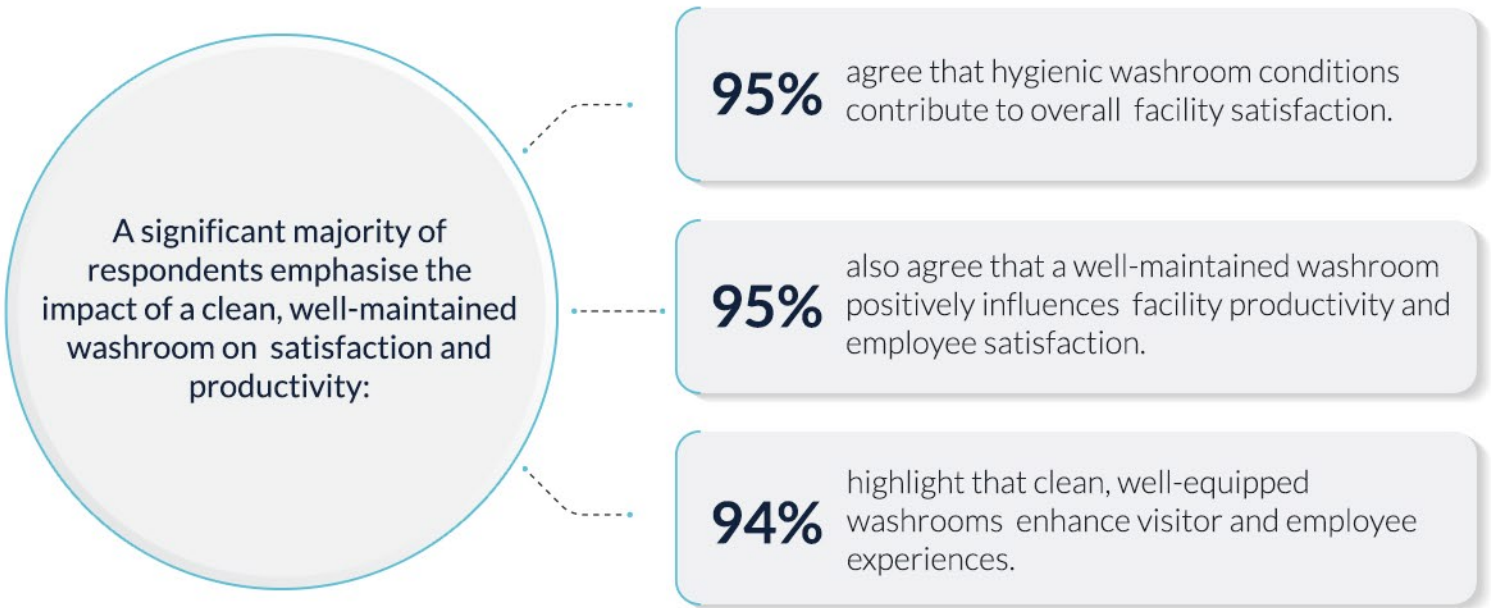 A significant majority of
respondents emphasise the
impact of a clean, well-maintained
washroom on satisfaction and
productivity:
95%
agree that hygienic washroom conditions
contribute to overall facility satisfaction.
95%
also agree that a well-maintained washroom
positively influences facility productivity and
employee satisfaction.
94%
highlight that clean, well-equipped
washrooms enhance visitor and employee
experiences.